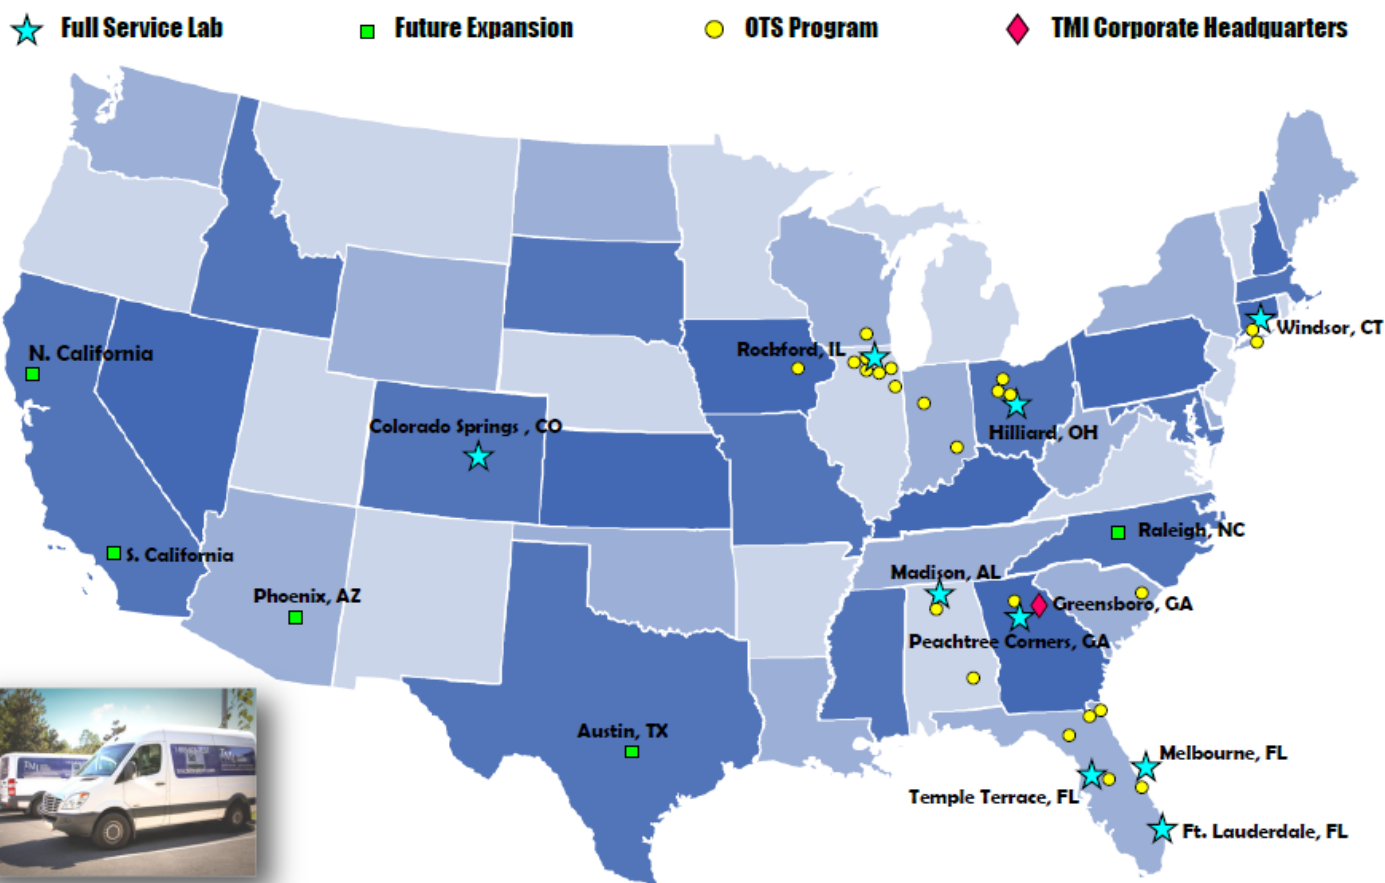 Full Service Lab
Future Expansion
OTS Program
TMI Corporate Headquarters
Windsor, CT
Rockford, IL
N. California
Colorado Springs , CO
Hilliard, OH
Raleigh, NC
S. California
Madison, AL
Phoenix, AZ
Greensboro, GA
Peachtree Corners, GA
Austin, TX
Melbourne, FL
Temple Terrace, FL
Ft. Lauderdale, FL
TMI
TMI